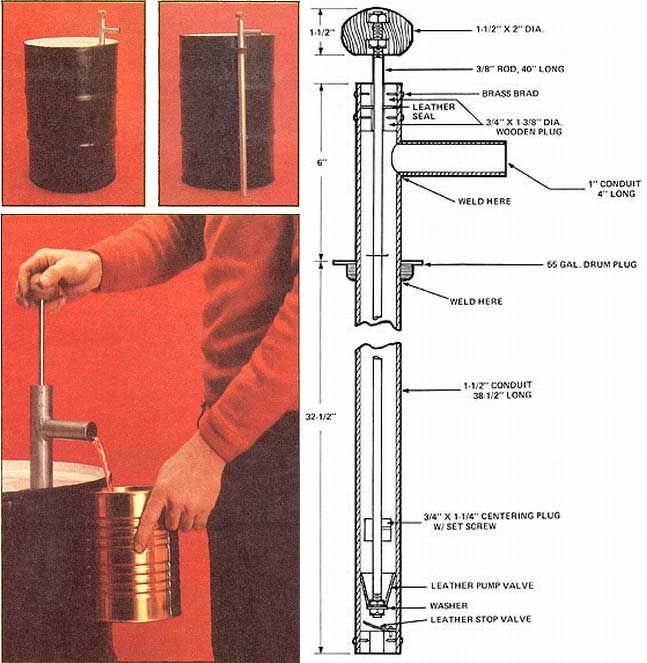 1-1/2"
1-1/2" X 2" DIA.
3/8" ROD, 40" LONG
BRASS BRAD
LEATHER
SEAL
3/4" X 1-3/8" DIA.
WOODEN PLUG
6"
1" CONDUIT
4" LONG
WELD HERE
55 GAL. DRUM PLUG
WELD HERE
1-1/2" CONDUIT
38-1/2" LONG
32-1/2"
3/4" X 1-1/4" CENTERING PLUG
W/ SET SCREW
LEATHER PUMP VALVE
WASHER
LEATHER STOP VALVE